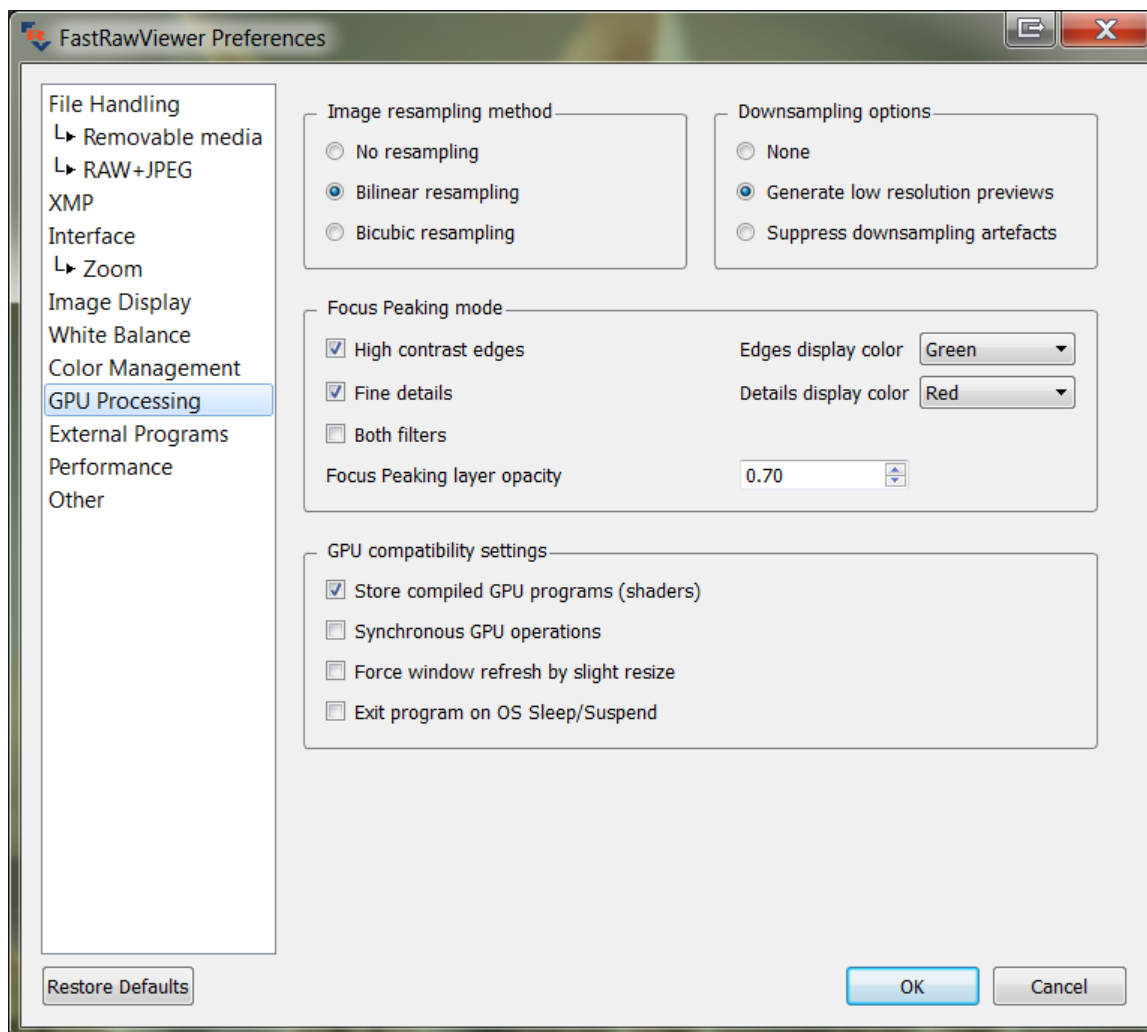 FastRawViewer Preferences
File Handling
Removable media
RAW+JPEG
XMP
Interface
Zoom
Image Display
White Balance
Color Management
GPU Processing
External Programs
Performance
Other
Image resampling method
No resampling
Bilinear resampling
Bicubic resampling
Downsampling options
None
Generate low resolution previews
Suppress downsampling artefacts
Focus Peaking mode
High contrast edges
Edges display color Green
Fine details
Details display color Red
Both filters
Focus Peaking layer opacity 0.70
GPU compatibility settings
Store compiled GPU programs (shaders)
Synchronous GPU operations
Force window refresh by slight resize
Exit program on OS Sleep/Suspend
Restore Defaults
OK
Cancel